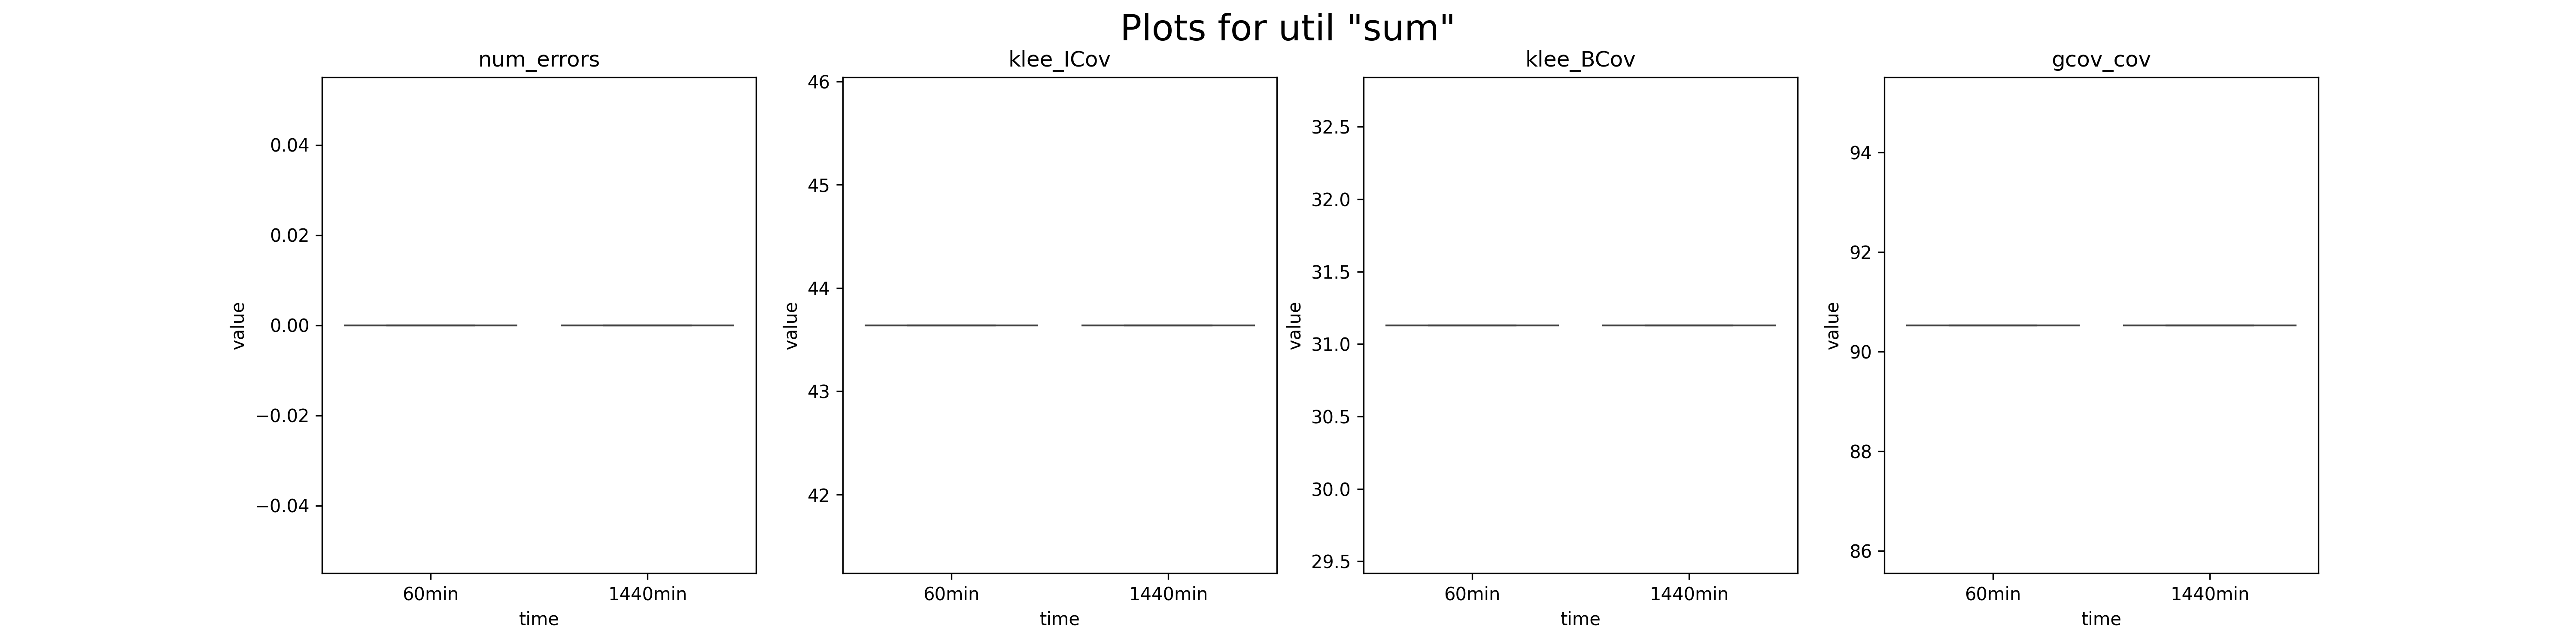 Plots for util "sum"
num_errors
0.04
0.02
0.00
−0.02
−0.04
value
60min
1440min
time
klee_ICov
46
45
44
43
42
value
60min
1440min
time
klee_BCov
32.5
32.0
31.5
31.0
30.5
30.0
29.5
value
60min
1440min
time
gcov_cov
94
92
90
88
86
value
60min
1440min
time